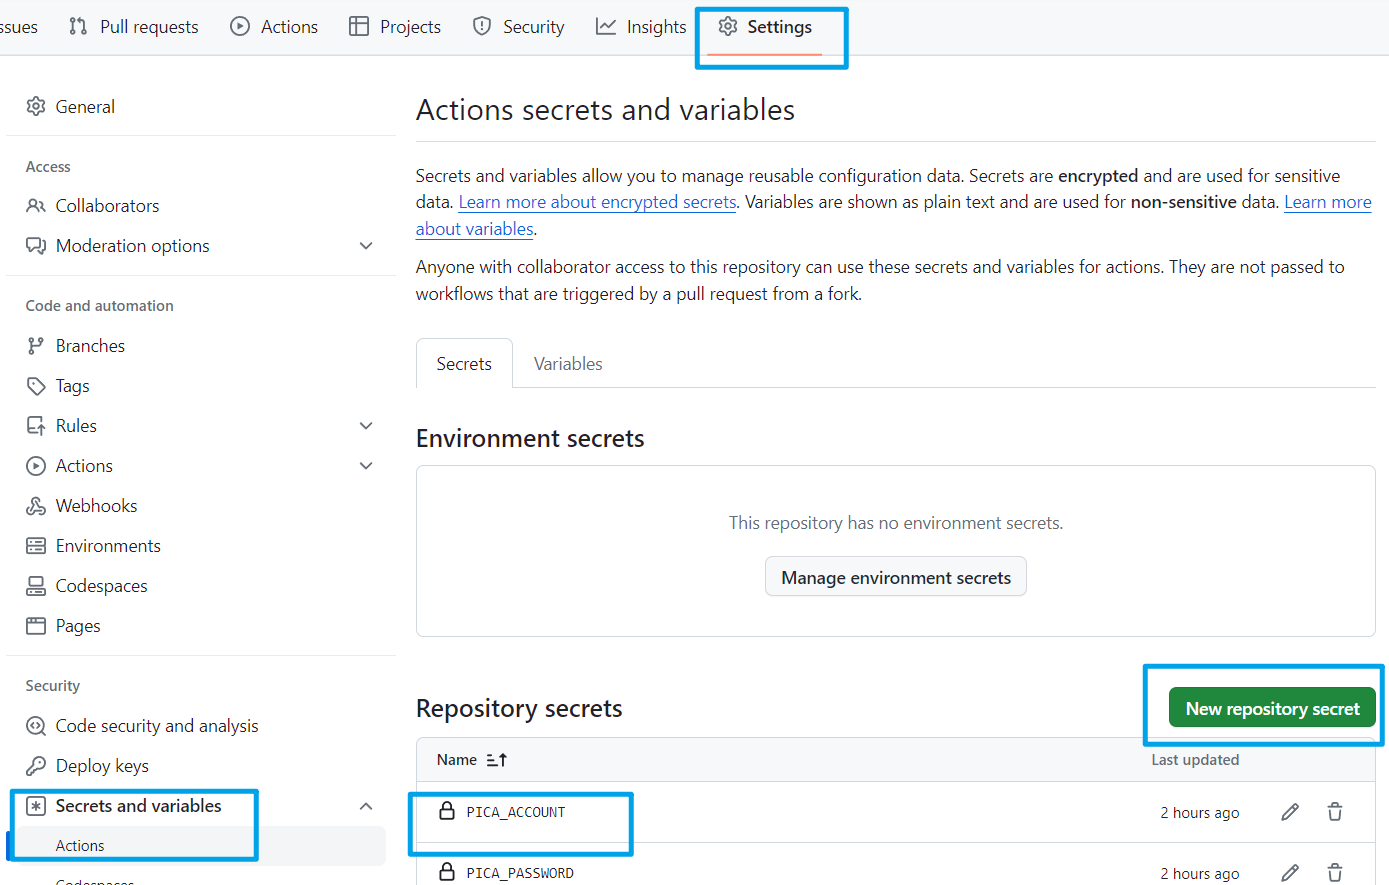 ssues Pull requests Actions Projects Security Insights Settings
General
Access
Collaborators
Moderation options
Code and automation
Branches
Tags
Rules
Actions
Webhooks
Environments
Codespaces
Pages
Security
Code security and analysis
Deploy keys
Secrets and variables
Actions
Codespaces
Actions secrets and variables
Secrets and variables allow you to manage reusable configuration data. Secrets are encrypted and are used for sensitive
data. Learn more about encrypted secrets. Variables are shown as plain text and are used for non-sensitive data. Learn more
about variables.
Anyone with collaborator access to this repository can use these secrets and variables for actions. They are not passed to
workflows that are triggered by a pull request from a fork.
Secrets Variables
Environment secrets
This repository has no environment secrets.
Manage environment secrets
Repository secrets New repository secret
Name Last updated
PICA_ACCOUNT 2 hours ago
PICA_PASSWORD 2 hours ago